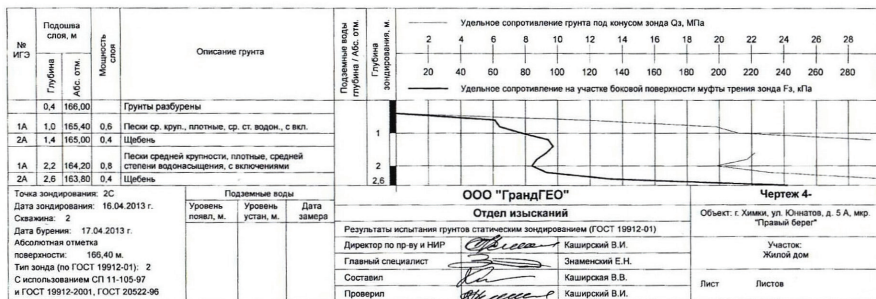 № ИГЭ
Подошва слоя, м
Глубина
Абс. отм.
Мощность слоя
Описание грунта
Подземные воды глубина / Абс. отм.
Глубина зондирования, м.
Удельное сопротивление грунта под конусом зонда Qз, МПа
2 4 6 8 10 12 14 16 18 20 22 24 26 28
20 40 60 80 100 120 140 160 180 200 220 240 260 280
Удельное сопротивление на участке боковой поверхности муфты трения зонда Fз, кПа
0,4 166,00 Грунты разбурены
1А 1,0 165,40 0,6 Пески ср. круп., плотные, ср. ст. водон., с вкл.
2А 1,4 165,00 0,4 Щебень
1А 2,2 164,20 0,8 Пески средней крупности, плотные, средней степени водонасыщения, с включениями
2А 2,6 163,80 0,4 Щебень
1
2
2,6
Точка зондирования: 2С
Дата зондирования: 16.04.2013 г.
Скважина: 2
Дата бурения: 17.04.2013 г.
Абсолютная отметка
поверхности: 166,40 м.
Тип зонда (по ГОСТ 19912-01): 2
С использованием СП 11-105-97
и ГОСТ 19912-2001, ГОСТ 20522-96
Подземные воды
Уровень появл, м.
Уровень устан, м.
Дата замера
ООО "ГрандГЕО"
Отдел изысканий
Результаты испытания грунтов статическим зондированием (ГОСТ 19912-01)
Директор по пр-ву и НИР Каширский В.И.
Главный специалист Знаменский Е.Н.
Составил Каширская В.В.
Проверил Каширский В.И.
Чертеж 4-
Объект: г. Химки, ул. Юннатов, д. 5 А, мкр.
"Правый берег"
Участок:
Жилой дом
Лист Листов